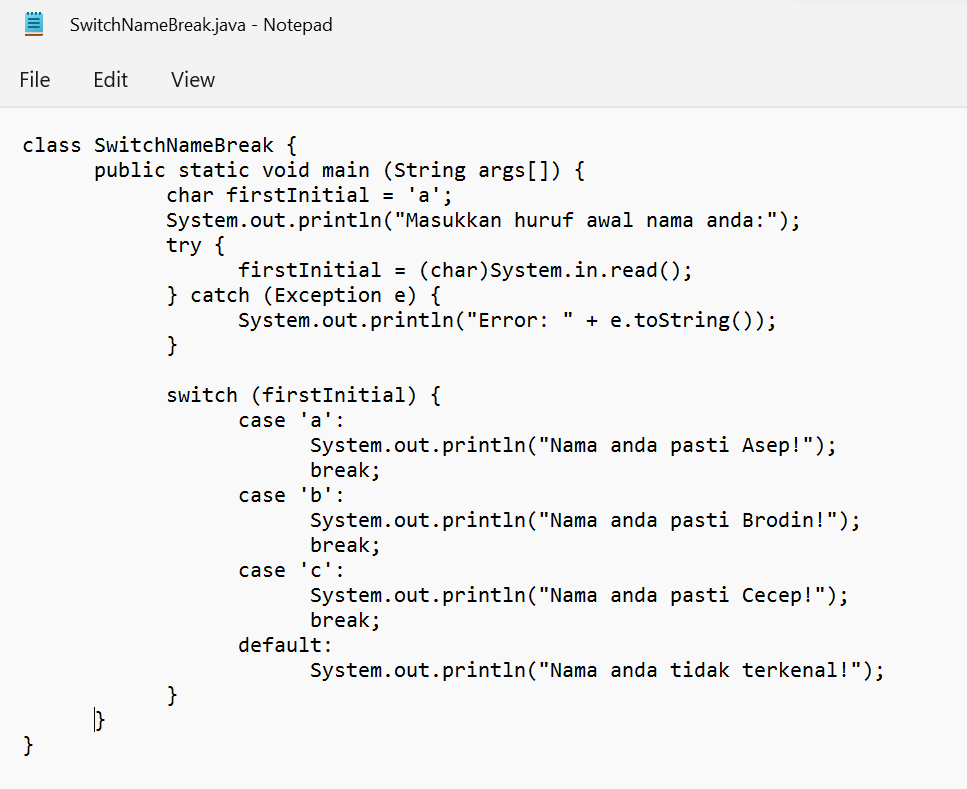 SwitchNameBreak.java - Notepad
File Edit View
class SwitchNameBreak {
      public static void main (String args[]) {
            char firstInitial = 'a';
            System.out.println("Masukkan huruf awal nama anda:");
            try {
                  firstInitial = (char)System.in.read();
            } catch (Exception e) {
                  System.out.println("Error: " + e.toString());
            }

            switch (firstInitial) {
                  case 'a':
                        System.out.println("Nama anda pasti Asep!");
                        break;
                  case 'b':
                        System.out.println("Nama anda pasti Brodin!");
                        break;
                  case 'c':
                        System.out.println("Nama anda pasti Cecep!");
                        break;
                  default:
                        System.out.println("Nama anda tidak terkenal!");
            }
      }
}